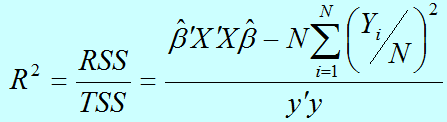 R² = RSS/TSS = (β̂′X′Xβ̂ − N∑_{i=1}^{N}(Y_i/N)²)/(y′y)